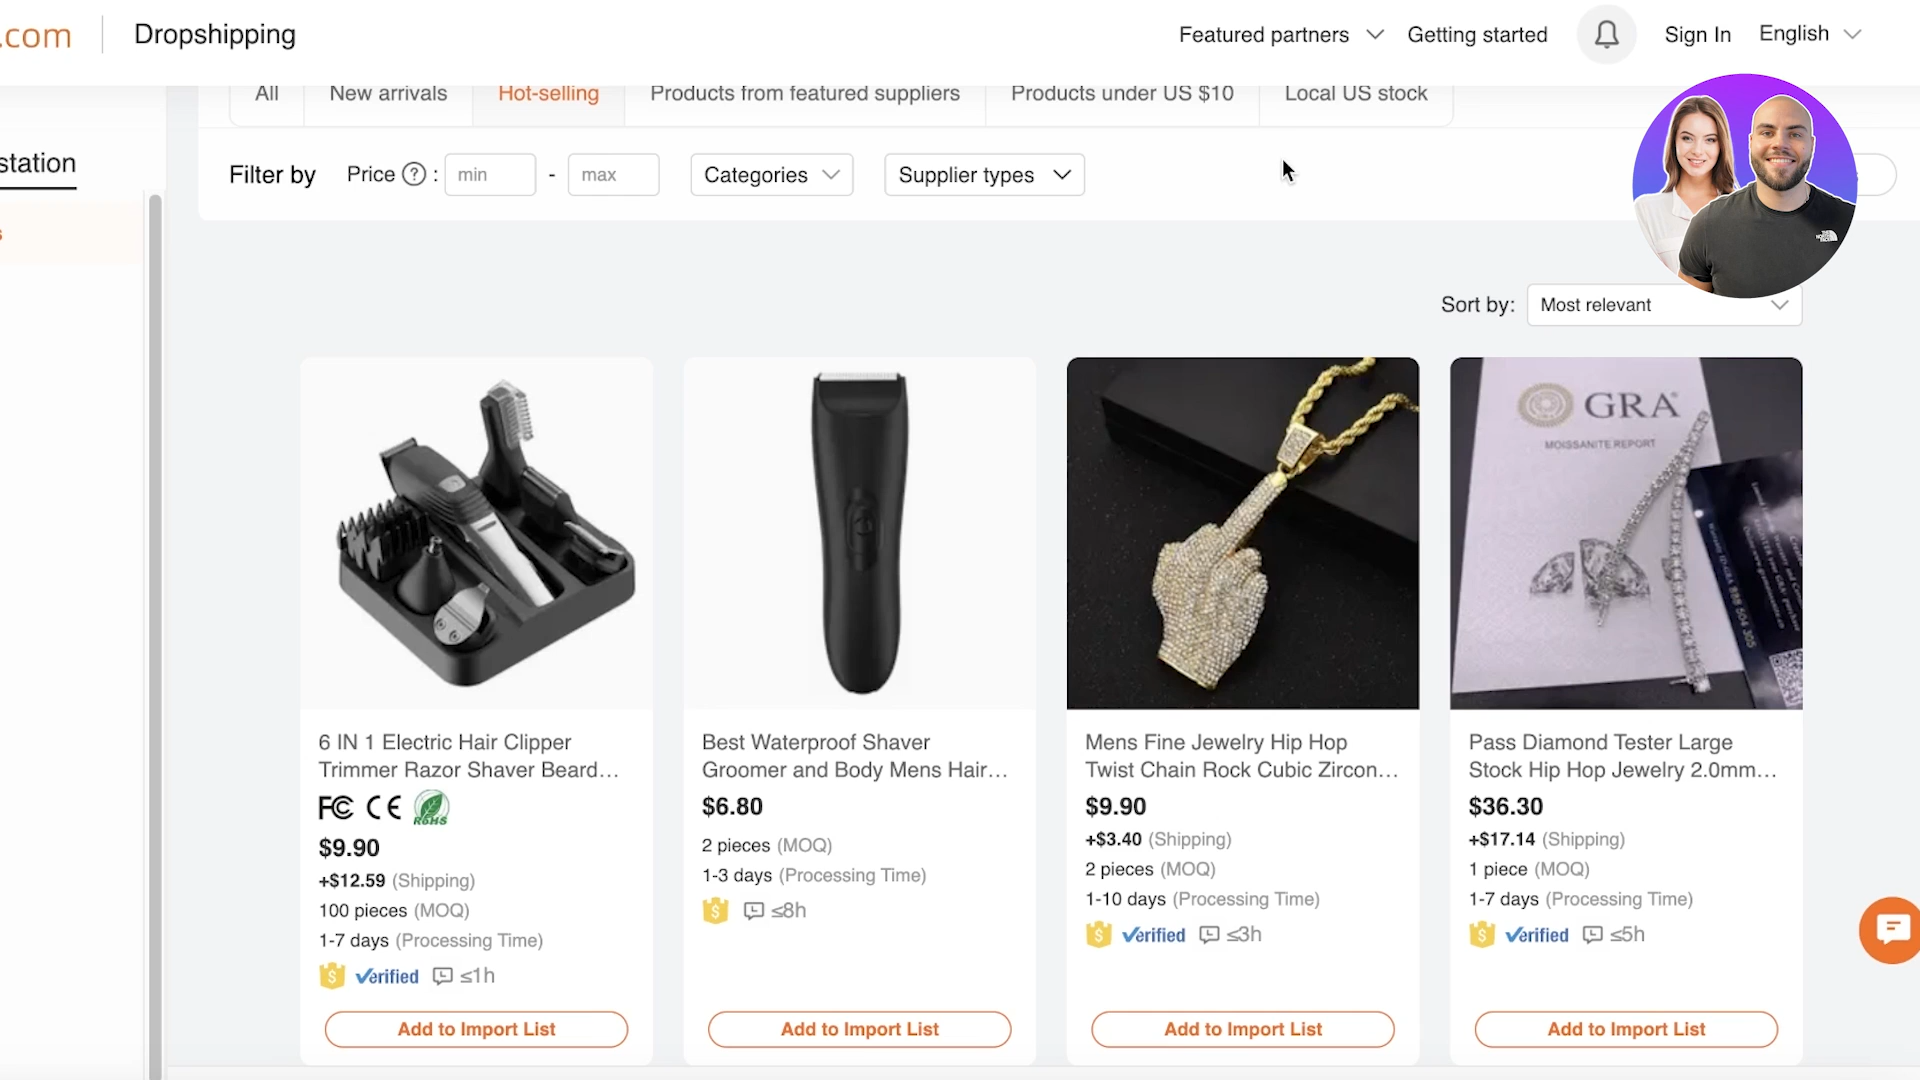 .com
Dropshipping
Featured partners
Getting started
Sign In
English
All
New arrivals
Hot-selling
Products from featured suppliers
Products under US $10
Local US stock
station
Filter by
Price ? :
min
-
max
Categories
Supplier types
s
Sort by:
Most relevant
GRA
MOISSANITE REPORT
6 IN 1 Electric Hair Clipper
Trimmer Razor Shaver Beard...
FC CE RoHS
$9.90
+$12.59 (Shipping)
100 pieces (MOQ)
1-7 days (Processing Time)
$ Verified ≤1h
Add to Import List
Best Waterproof Shaver
Groomer and Body Mens Hair...
$6.80
2 pieces (MOQ)
1-3 days (Processing Time)
$ ≤8h
Add to Import List
Mens Fine Jewelry Hip Hop
Twist Chain Rock Cubic Zircon...
$9.90
+$3.40 (Shipping)
2 pieces (MOQ)
1-10 days (Processing Time)
$ Verified ≤3h
Add to Import List
Pass Diamond Tester Large
Stock Hip Hop Jewelry 2.0mm...
$36.30
+$17.14 (Shipping)
1 piece (MOQ)
1-7 days (Processing Time)
$ Verified ≤5h
Add to Import List